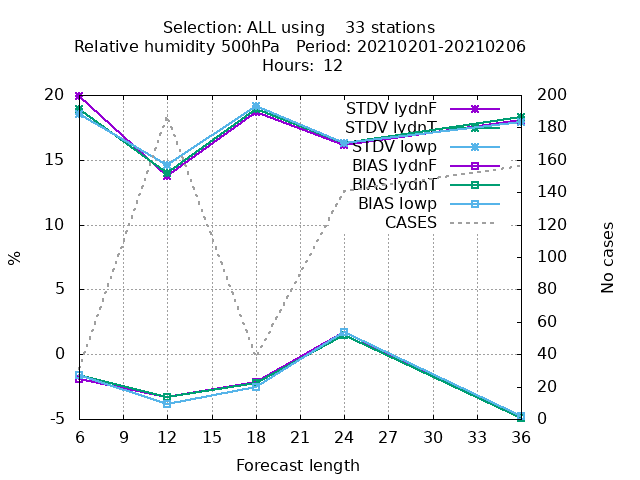 Selection: ALL using    33 stations
Relative humidity 500hPa   Period: 20210201-20210206
Hours:  12
STDV lydnF
STDV lydnT
STDV lowp
BIAS lydnF
BIAS lydnT
BIAS lowp
CASES
20
15
10
5
0
-5
%
200
180
160
140
120
100
80
60
40
20
0
No cases
6 9 12 15 18 21 24 27 30 33 36
Forecast length